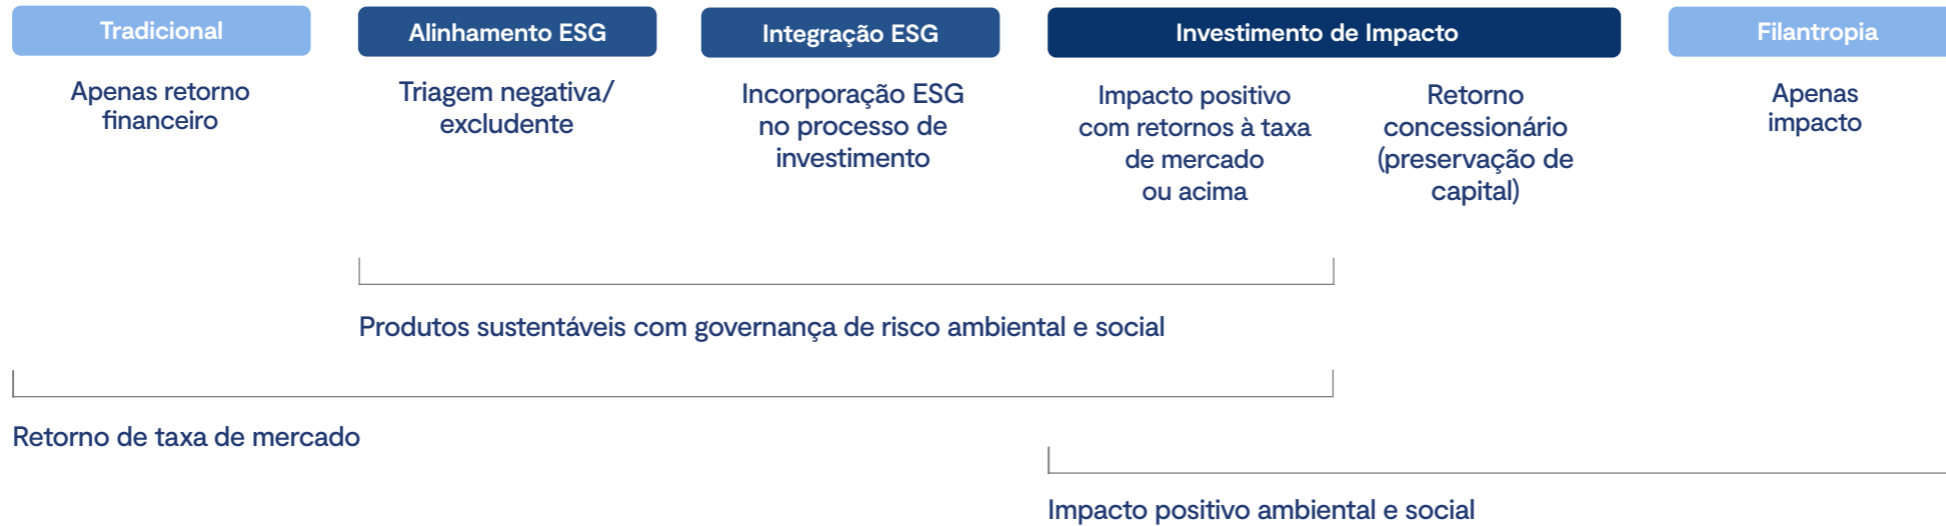 Tradicional
Apenas retorno
financeiro
Alinhamento ESG
Triagem negativa/
excludente
Integração ESG
Incorporação ESG
no processo de
investimento
Investimento de Impacto
Impacto positivo
com retornos à taxa
de mercado
ou acima
Retorno
concessionário
(preservação de
capital)
Filantropia
Apenas
impacto
Produtos sustentáveis com governança de risco ambiental e social
Retorno de taxa de mercado
Impacto positivo ambiental e social